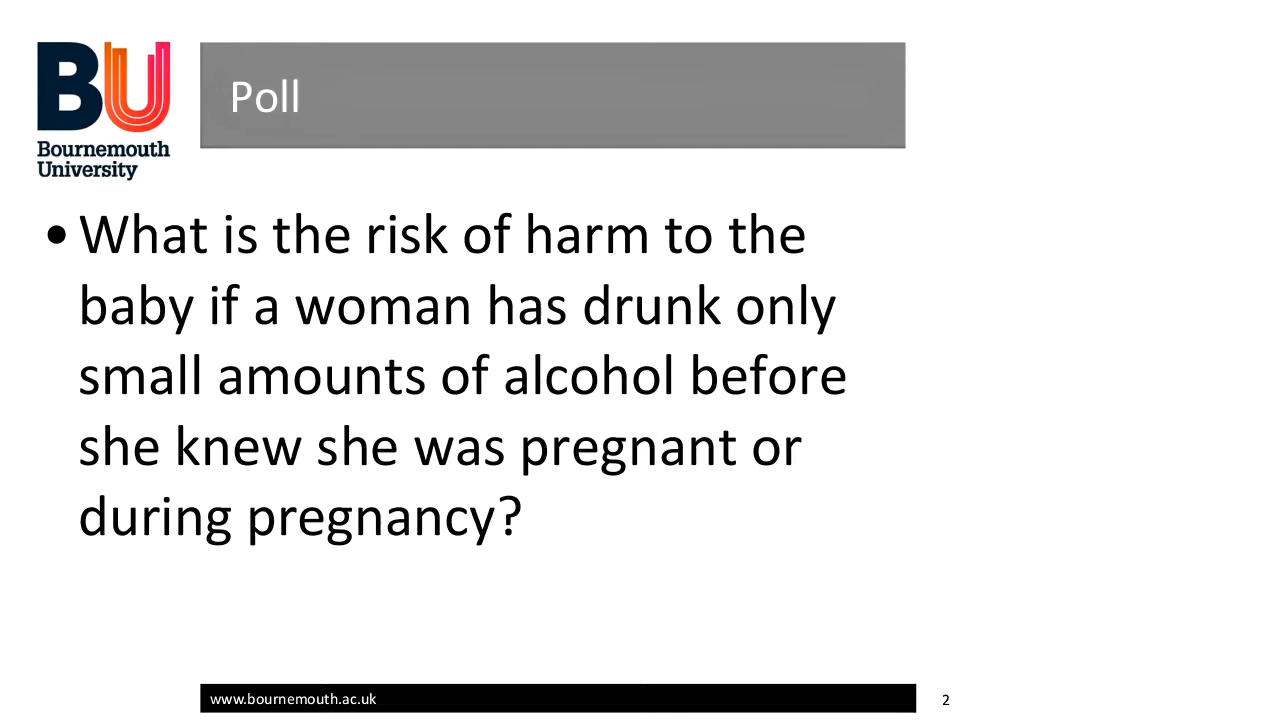 BU
Bournemouth
University
Poll
•What is the risk of harm to the
baby if a woman has drunk only
small amounts of alcohol before
she knew she was pregnant or
during pregnancy?
www.bournemouth.ac.uk
2